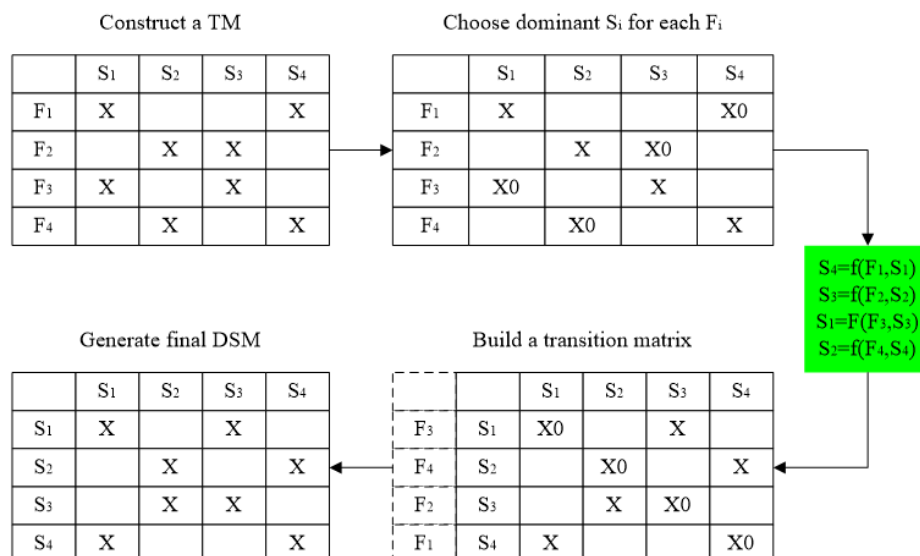 Construct a TM
S₁ S₂ S₃ S₄
F₁ X X
F₂ X X
F₃ X X
F₄ X X
Choose dominant Sᵢ for each Fᵢ
S₁ S₂ S₃ S₄
F₁ X X0
F₂ X X0
F₃ X0 X
F₄ X0 X
S₄=f(F₁,S₁)
S₃=f(F₂,S₂)
S₁=F(F₃,S₃)
S₂=f(F₄,S₄)
Build a transition matrix
S₁ S₂ S₃ S₄
F₃ S₁ X0 X
F₄ S₂ X0 X
F₂ S₃ X X0
F₁ S₄ X X0
Generate final DSM
S₁ S₂ S₃ S₄
S₁ X X
S₂ X X
S₃ X X
S₄ X X